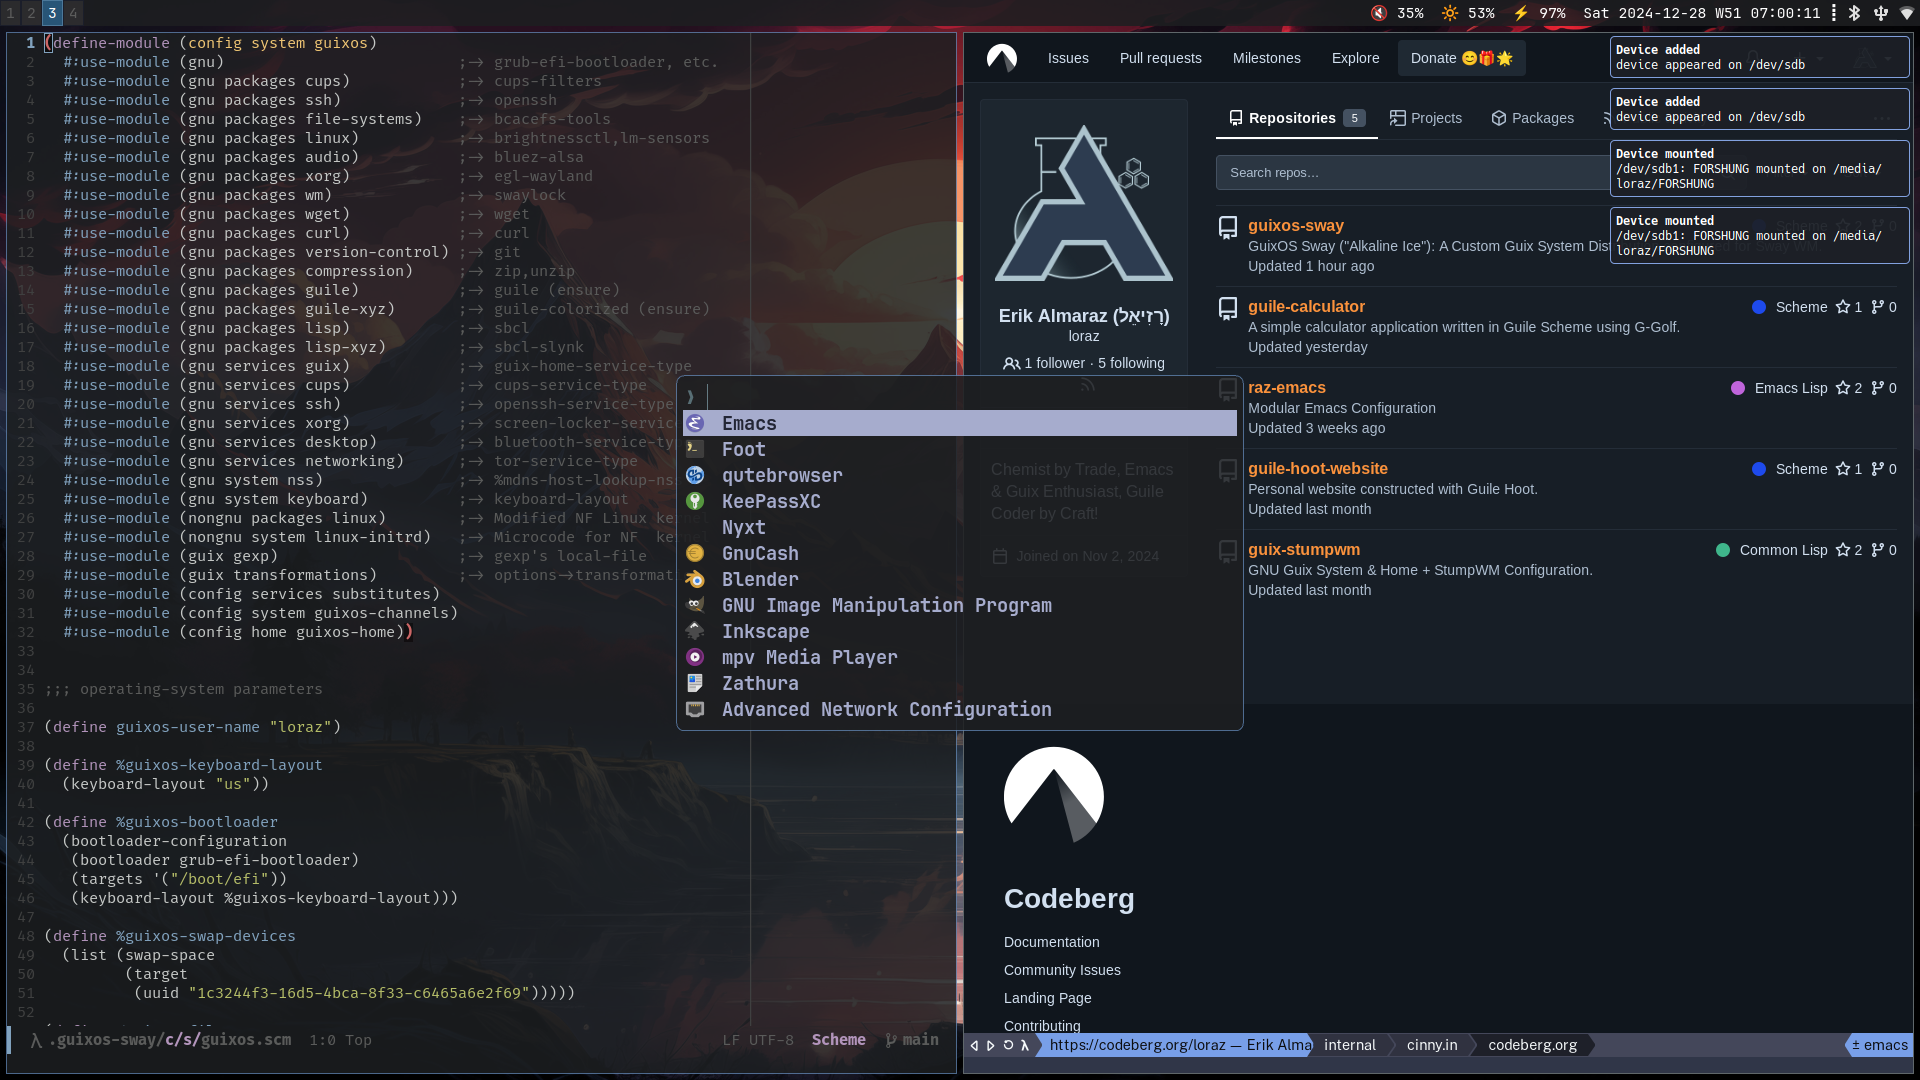 1 2 3 4
35% 53% 97% Sat 2024-12-28 W51 07:00:11
1 (define-module (config system guixos)
2 #:use-module (gnu) ;-> grub-efi-bootloader, etc.
3 #:use-module (gnu packages cups) ;-> cups-filters
4 #:use-module (gnu packages ssh) ;-> openssh
5 #:use-module (gnu packages file-systems) ;-> bcacefs-tools
6 #:use-module (gnu packages linux) ;-> brightnessctl,lm-sensors
7 #:use-module (gnu packages audio) ;-> bluez-alsa
8 #:use-module (gnu packages xorg) ;-> egl-wayland
9 #:use-module (gnu packages wm) ;-> swaylock
10 #:use-module (gnu packages wget) ;-> wget
11 #:use-module (gnu packages curl) ;-> curl
12 #:use-module (gnu packages version-control) ;-> git
13 #:use-module (gnu packages compression) ;-> zip,unzip
14 #:use-module (gnu packages guile) ;-> guile (ensure)
15 #:use-module (gnu packages guile-xyz) ;-> guile-colorized (ensure)
16 #:use-module (gnu packages lisp) ;-> sbcl
17 #:use-module (gnu packages lisp-xyz) ;-> sbcl-slynk
18 #:use-module (gnu services guix) ;-> guix-home-service-type
19 #:use-module (gnu services cups) ;-> cups-service-type
20 #:use-module (gnu services ssh) ;-> openssh-service-type
21 #:use-module (gnu services xorg) ;-> screen-locker-servic
22 #:use-module (gnu services desktop) ;-> bluetooth-service-ty
23 #:use-module (gnu services networking) ;-> tor-service-type
24 #:use-module (gnu system nss) ;-> %mdns-host-lookup-nss
25 #:use-module (gnu system keyboard) ;-> keyboard-layout
26 #:use-module (nongnu packages linux) ;-> Modified NF Linux ke
27 #:use-module (nongnu system linux-initrd) ;-> Microcode for NF ke
28 #:use-module (guix gexp) ;-> gexp's local-file
29 #:use-module (guix transformations) ;-> options->transformat
30 #:use-module (config services substitutes)
31 #:use-module (config system guixos-channels)
32 #:use-module (config home guixos-home))
33
34
35 ;;; operating-system parameters
36
37 (define guixos-user-name "loraz")
38
39 (define %guixos-keyboard-layout
40 (keyboard-layout "us"))
41
42 (define %guixos-bootloader
43 (bootloader-configuration
44 (bootloader grub-efi-bootloader)
45 (targets '("/boot/efi"))
46 (keyboard-layout %guixos-keyboard-layout)))
47
48 (define %guixos-swap-devices
49 (list (swap-space
50 (target
51 (uuid "1c3244f3-16d5-4bca-8f33-c6465a6e2f69")))))
52
λ .guixos-sway/c/s/guixos.scm 1:0 Top LF UTF-8 Scheme main
Emacs
Foot
qutebrowser
KeePassXC
Nyxt
GnuCash
Blender
GNU Image Manipulation Program
Inkscape
mpv Media Player
Zathura
Advanced Network Configuration
Issues Pull requests Milestones Explore Donate 😊🎁🌟
Device added
device appeared on /dev/sdb
Device added
device appeared on /dev/sdb
Device mounted
/dev/sdb1: FORSHUNG mounted on /media/
loraz/FORSHUNG
Device mounted
/dev/sdb1: FORSHUNG mounted on /media/
loraz/FORSHUNG
Erik Almaraz (רָזִיאֵל)
loraz
1 follower · 5 following
Chemist by Trade, Emacs
& Guix Enthusiast, Guile
Coder by Craft!
Joined on Nov 2, 2024
Repositories 5 Projects Packages
Search repos…
guixos-sway
GuixOS Sway ("Alkaline Ice"): A Custom Guix System Dist
Updated 1 hour ago
guile-calculator Scheme 1 0
A simple calculator application written in Guile Scheme using G-Golf.
Updated yesterday
raz-emacs Emacs Lisp 2 0
Modular Emacs Configuration
Updated 3 weeks ago
guile-hoot-website Scheme 1 0
Personal website constructed with Guile Hoot.
Updated last month
guix-stumpwm Common Lisp 2 0
GNU Guix System & Home + StumpWM Configuration.
Updated last month
Codeberg
Documentation
Community Issues
Landing Page
Contributing
λ https://codeberg.org/loraz — Erik Alma internal cinny.in codeberg.org ± emacs